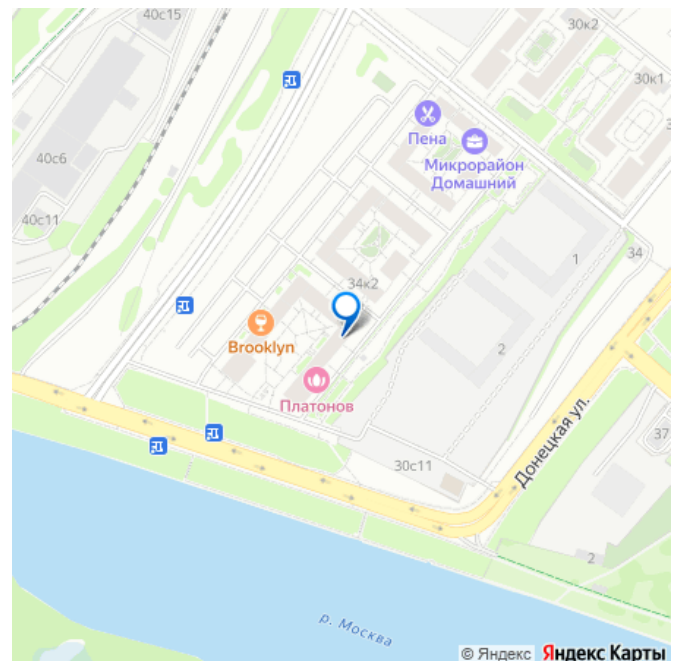 40с15
30к2
30к1
Пена
Микрорайон
Домашний
40с6
40с11
34
1
34к2
2
Brooklyn
Платонов
Донецкая ул.
37
30с11
2
р. Москва
© Яндекс Яндекс Карты